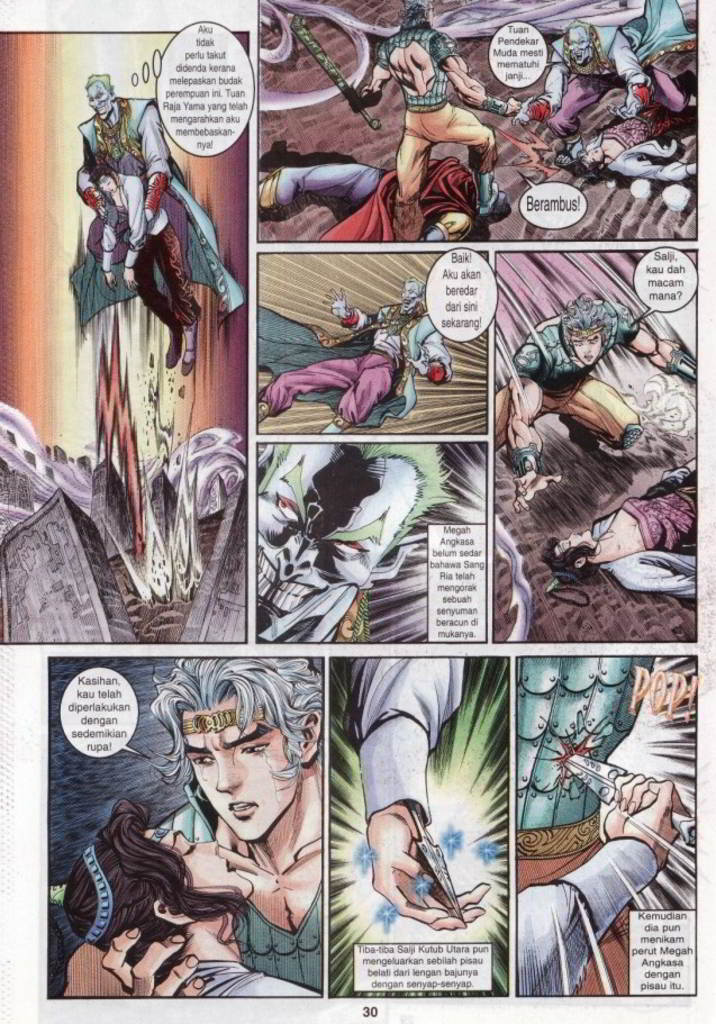 Aku
tidak
perlu takut
didenda kerana
melepaskan budak
perempuan ini. Tuan
Raja Yama yang telah
mengarahkan aku
membebaskan-
nya!
Tuan
Pendekar
Muda mesti
mematuhi
janji...
Berambus!
Baik!
Aku akan
beredar
dari sini
sekarang!
Salji,
kau dah
macam
mana?
Megah
Angkasa
belum sedar
bahawa Sang
Ria telah
mengorak
sebuah
senyuman
beracun di
mukanya.
Kasihan,
kau telah
diperlakukan
dengan
sedemikian
rupa!
Tiba-tiba Salji Kutub Utara pun
mengeluarkan sebilah pisau
belati dari lengan bajunya
dengan senyap-senyap.
POP!
Kemudian
dia pun
menikam
perut Megah
Angkasa
dengan
pisau itu.
30